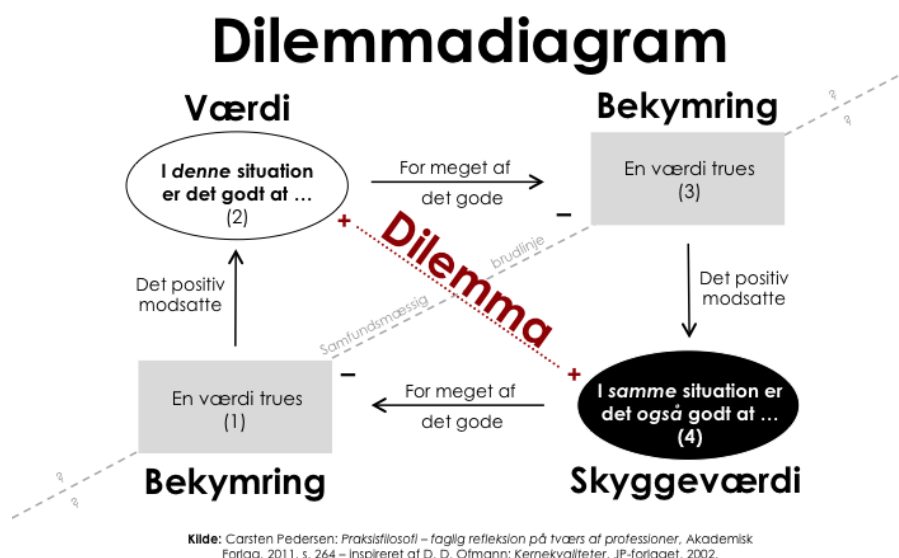 Dilemmadiagram
Værdi
Bekymring
I denne situation
er det godt at ...
(2)
For meget af
det gode
En værdi trues
(3)
+
−
Dilemma
Samfundsmæssig brudlinje
Det positiv
modsatte
Det positiv
modsatte
En værdi trues
(1)
−
For meget af
det gode
+
I samme situation er
det også godt at ...
(4)
Bekymring
Skyggeværdi
Kilde: Carsten Pedersen: Praksisfilosofi – faglig refleksion på tværs af professioner, Akademisk
Forlag, 2011, s. 264 – inspireret af D. D. Ofmann: Kernekvaliteter, JP-forlaget, 2002.